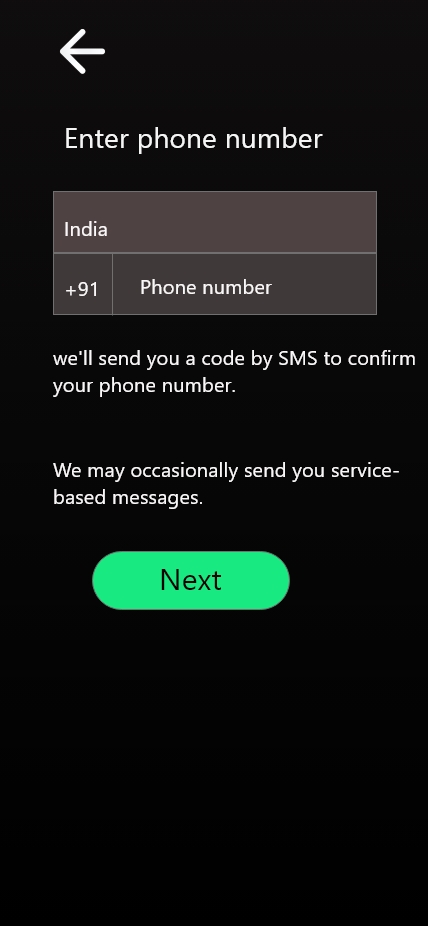 Enter phone number
India
+91 Phone number
we'll send you a code by SMS to confirm
your phone number.
We may occasionally send you service-
based messages.
Next